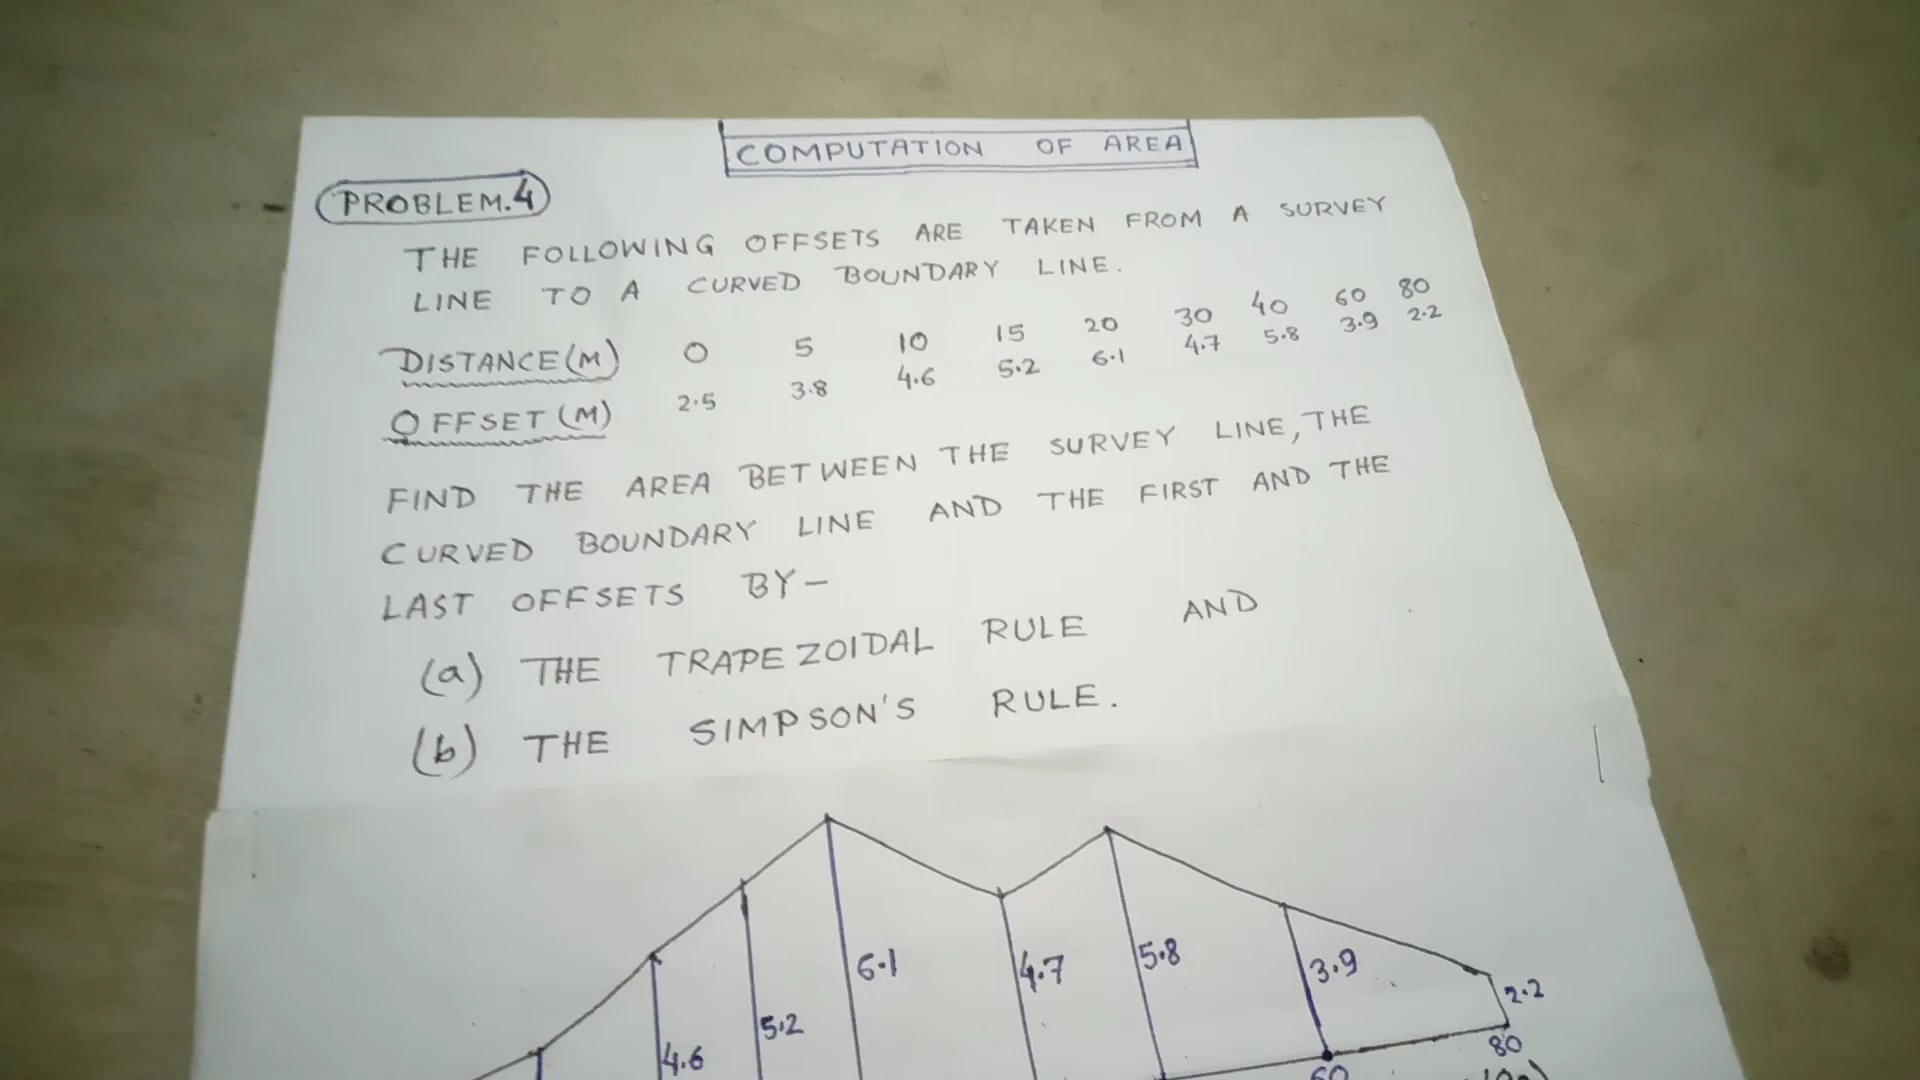 COMPUTATION OF AREA
PROBLEM.4
THE FOLLOWING OFFSETS ARE TAKEN FROM A SURVEY
LINE TO A CURVED BOUNDARY LINE.
DISTANCE(M) 0 5 10 15 20 30 40 60 80
OFFSET(M) 2.5 3.8 4.6 5.2 6.1 4.7 5.8 3.9 2.2
FIND THE AREA BETWEEN THE SURVEY LINE, THE
CURVED BOUNDARY LINE AND THE FIRST AND THE
LAST OFFSETS BY-
(a) THE TRAPEZOIDAL RULE AND
(b) THE SIMPSON'S RULE.
4.6 5.2 6.1 4.7 5.8 3.9 2.2
60 80